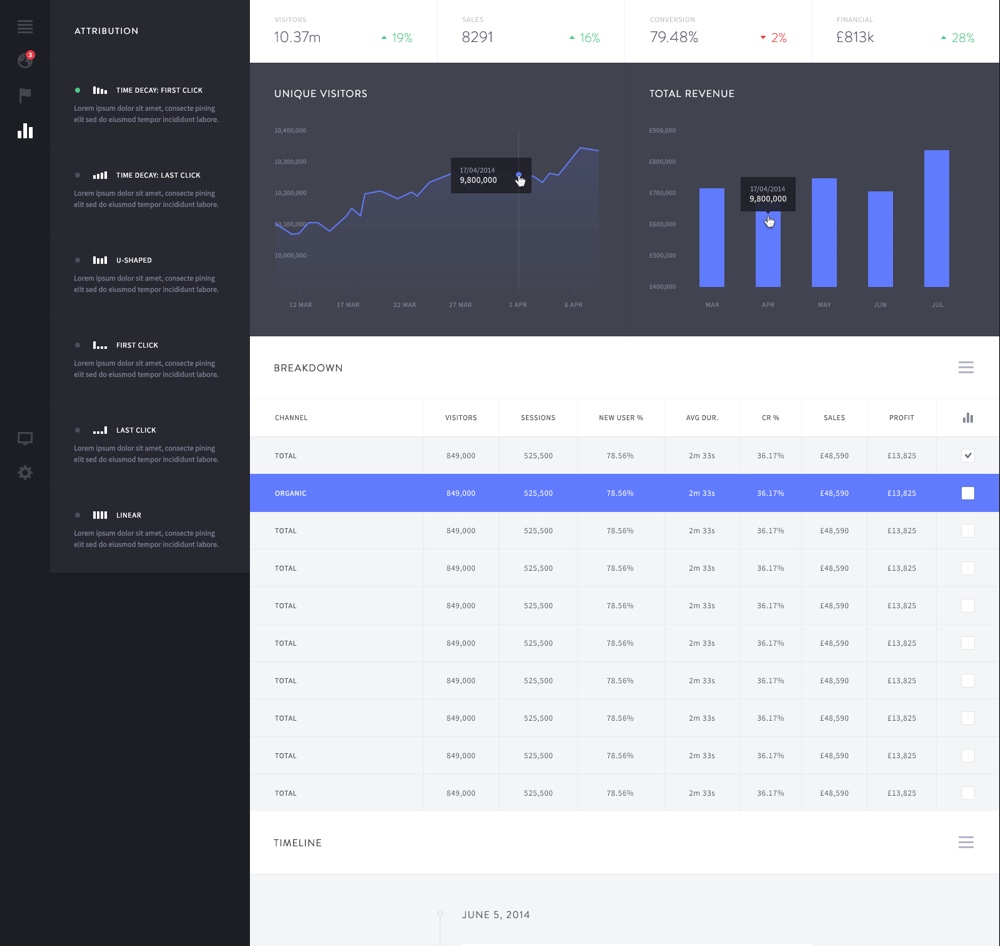 3
ATTRIBUTION
TIME DECAY: FIRST CLICK
Lorem ipsum dolor sit amet, consecte pining
elit sed do eiusmod tempor incididunt labore.
TIME DECAY: LAST CLICK
Lorem ipsum dolor sit amet, consecte pining
elit sed do eiusmod tempor incididunt labore.
U-SHAPED
Lorem ipsum dolor sit amet, consecte pining
elit sed do eiusmod tempor incididunt labore.
FIRST CLICK
Lorem ipsum dolor sit amet, consecte pining
elit sed do eiusmod tempor incididunt labore.
LAST CLICK
Lorem ipsum dolor sit amet, consecte pining
elit sed do eiusmod tempor incididunt labore.
LINEAR
Lorem ipsum dolor sit amet, consecte pining
elit sed do eiusmod tempor incididunt labore.
VISITORS
10.37m 19%
SALES
8291 16%
CONVERSION
79.48% 2%
FINANCIAL
£813k 28%
UNIQUE VISITORS
10,400,000
10,300,000
10,200,000
10,100,000
10,000,000
17/04/2014
9,800,000
12 MAR 17 MAR 22 MAR 27 MAR 1 APR 6 APR
TOTAL REVENUE
£900,000
£800,000
£700,000
£600,000
£500,000
£400,000
17/04/2014
9,800,000
MAR APR MAY JUN JUL
BREAKDOWN
CHANNEL VISITORS SESSIONS NEW USER % AVG DUR. CR % SALES PROFIT
TOTAL 849,000 525,500 78.56% 2m 33s 36.17% £48,590 £13,825
ORGANIC 849,000 525,500 78.56% 2m 33s 36.17% £48,590 £13,825
TOTAL 849,000 525,500 78.56% 2m 33s 36.17% £48,590 £13,825
TOTAL 849,000 525,500 78.56% 2m 33s 36.17% £48,590 £13,825
TOTAL 849,000 525,500 78.56% 2m 33s 36.17% £48,590 £13,825
TOTAL 849,000 525,500 78.56% 2m 33s 36.17% £48,590 £13,825
TOTAL 849,000 525,500 78.56% 2m 33s 36.17% £48,590 £13,825
TOTAL 849,000 525,500 78.56% 2m 33s 36.17% £48,590 £13,825
TOTAL 849,000 525,500 78.56% 2m 33s 36.17% £48,590 £13,825
TOTAL 849,000 525,500 78.56% 2m 33s 36.17% £48,590 £13,825
TIMELINE
JUNE 5, 2014